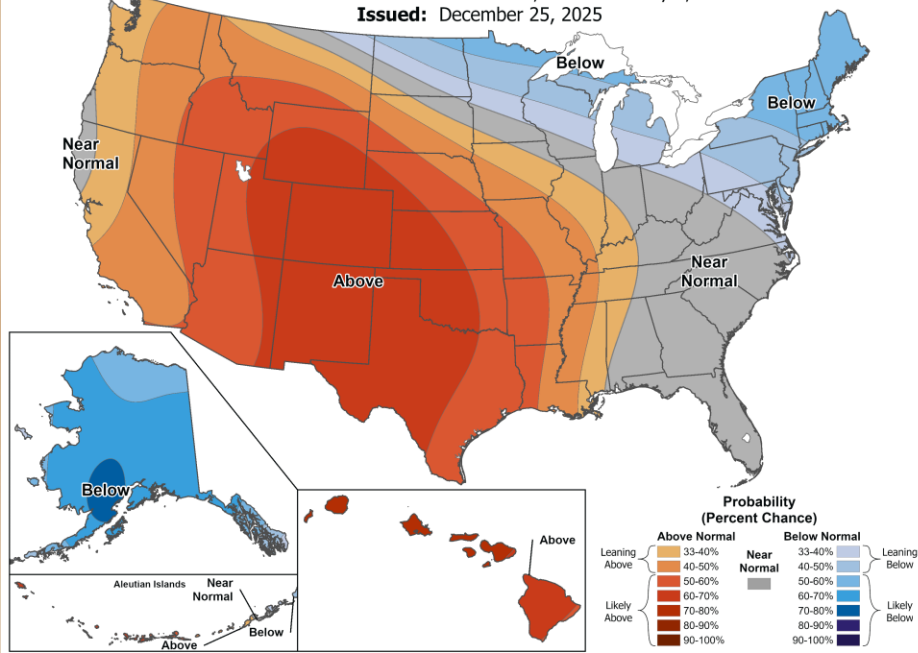 Issued: December 25, 2025
Below
Below
Near
Normal
Above
Near
Normal
Below
Aleutian Islands
Near
Normal
Above
Below
Above
Probability
(Percent Chance)
Above Normal
Below Normal
Leaning
Above
33-40%
40-50%
Likely
Above
50-60%
60-70%
70-80%
80-90%
90-100%
Near
Normal
33-40%
40-50%
Leaning
Below
50-60%
60-70%
70-80%
80-90%
90-100%
Likely
Below